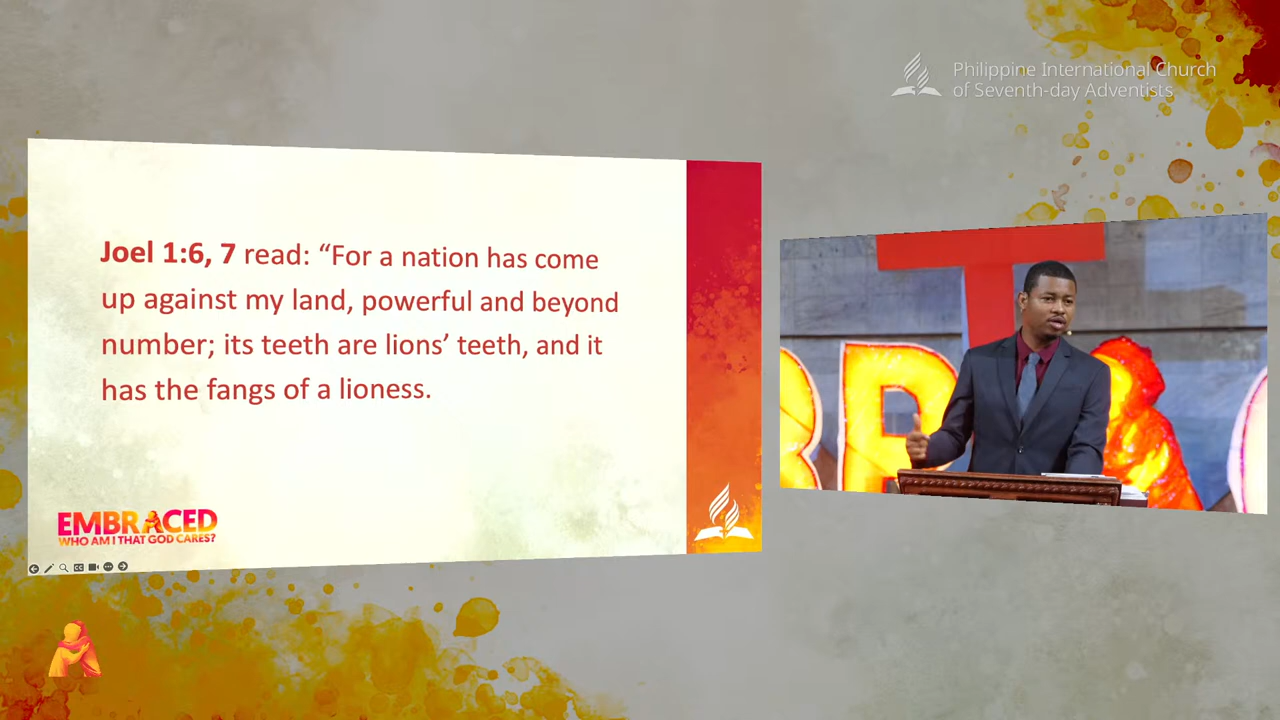 Philippine International Church
of Seventh-day Adventists
Joel 1:6, 7 read: “For a nation has come
up against my land, powerful and beyond
number; its teeth are lions’ teeth, and it
has the fangs of a lioness.
EMBRACED
WHO AM I THAT GOD CARES?